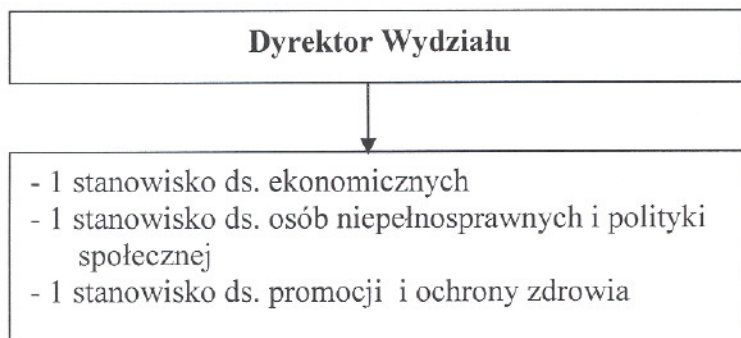 Dyrektor Wydziału
- 1 stanowisko ds. ekonomicznych
- 1 stanowisko ds. osób niepełnosprawnych i polityki
społecznej
- 1 stanowisko ds. promocji i ochrony zdrowia